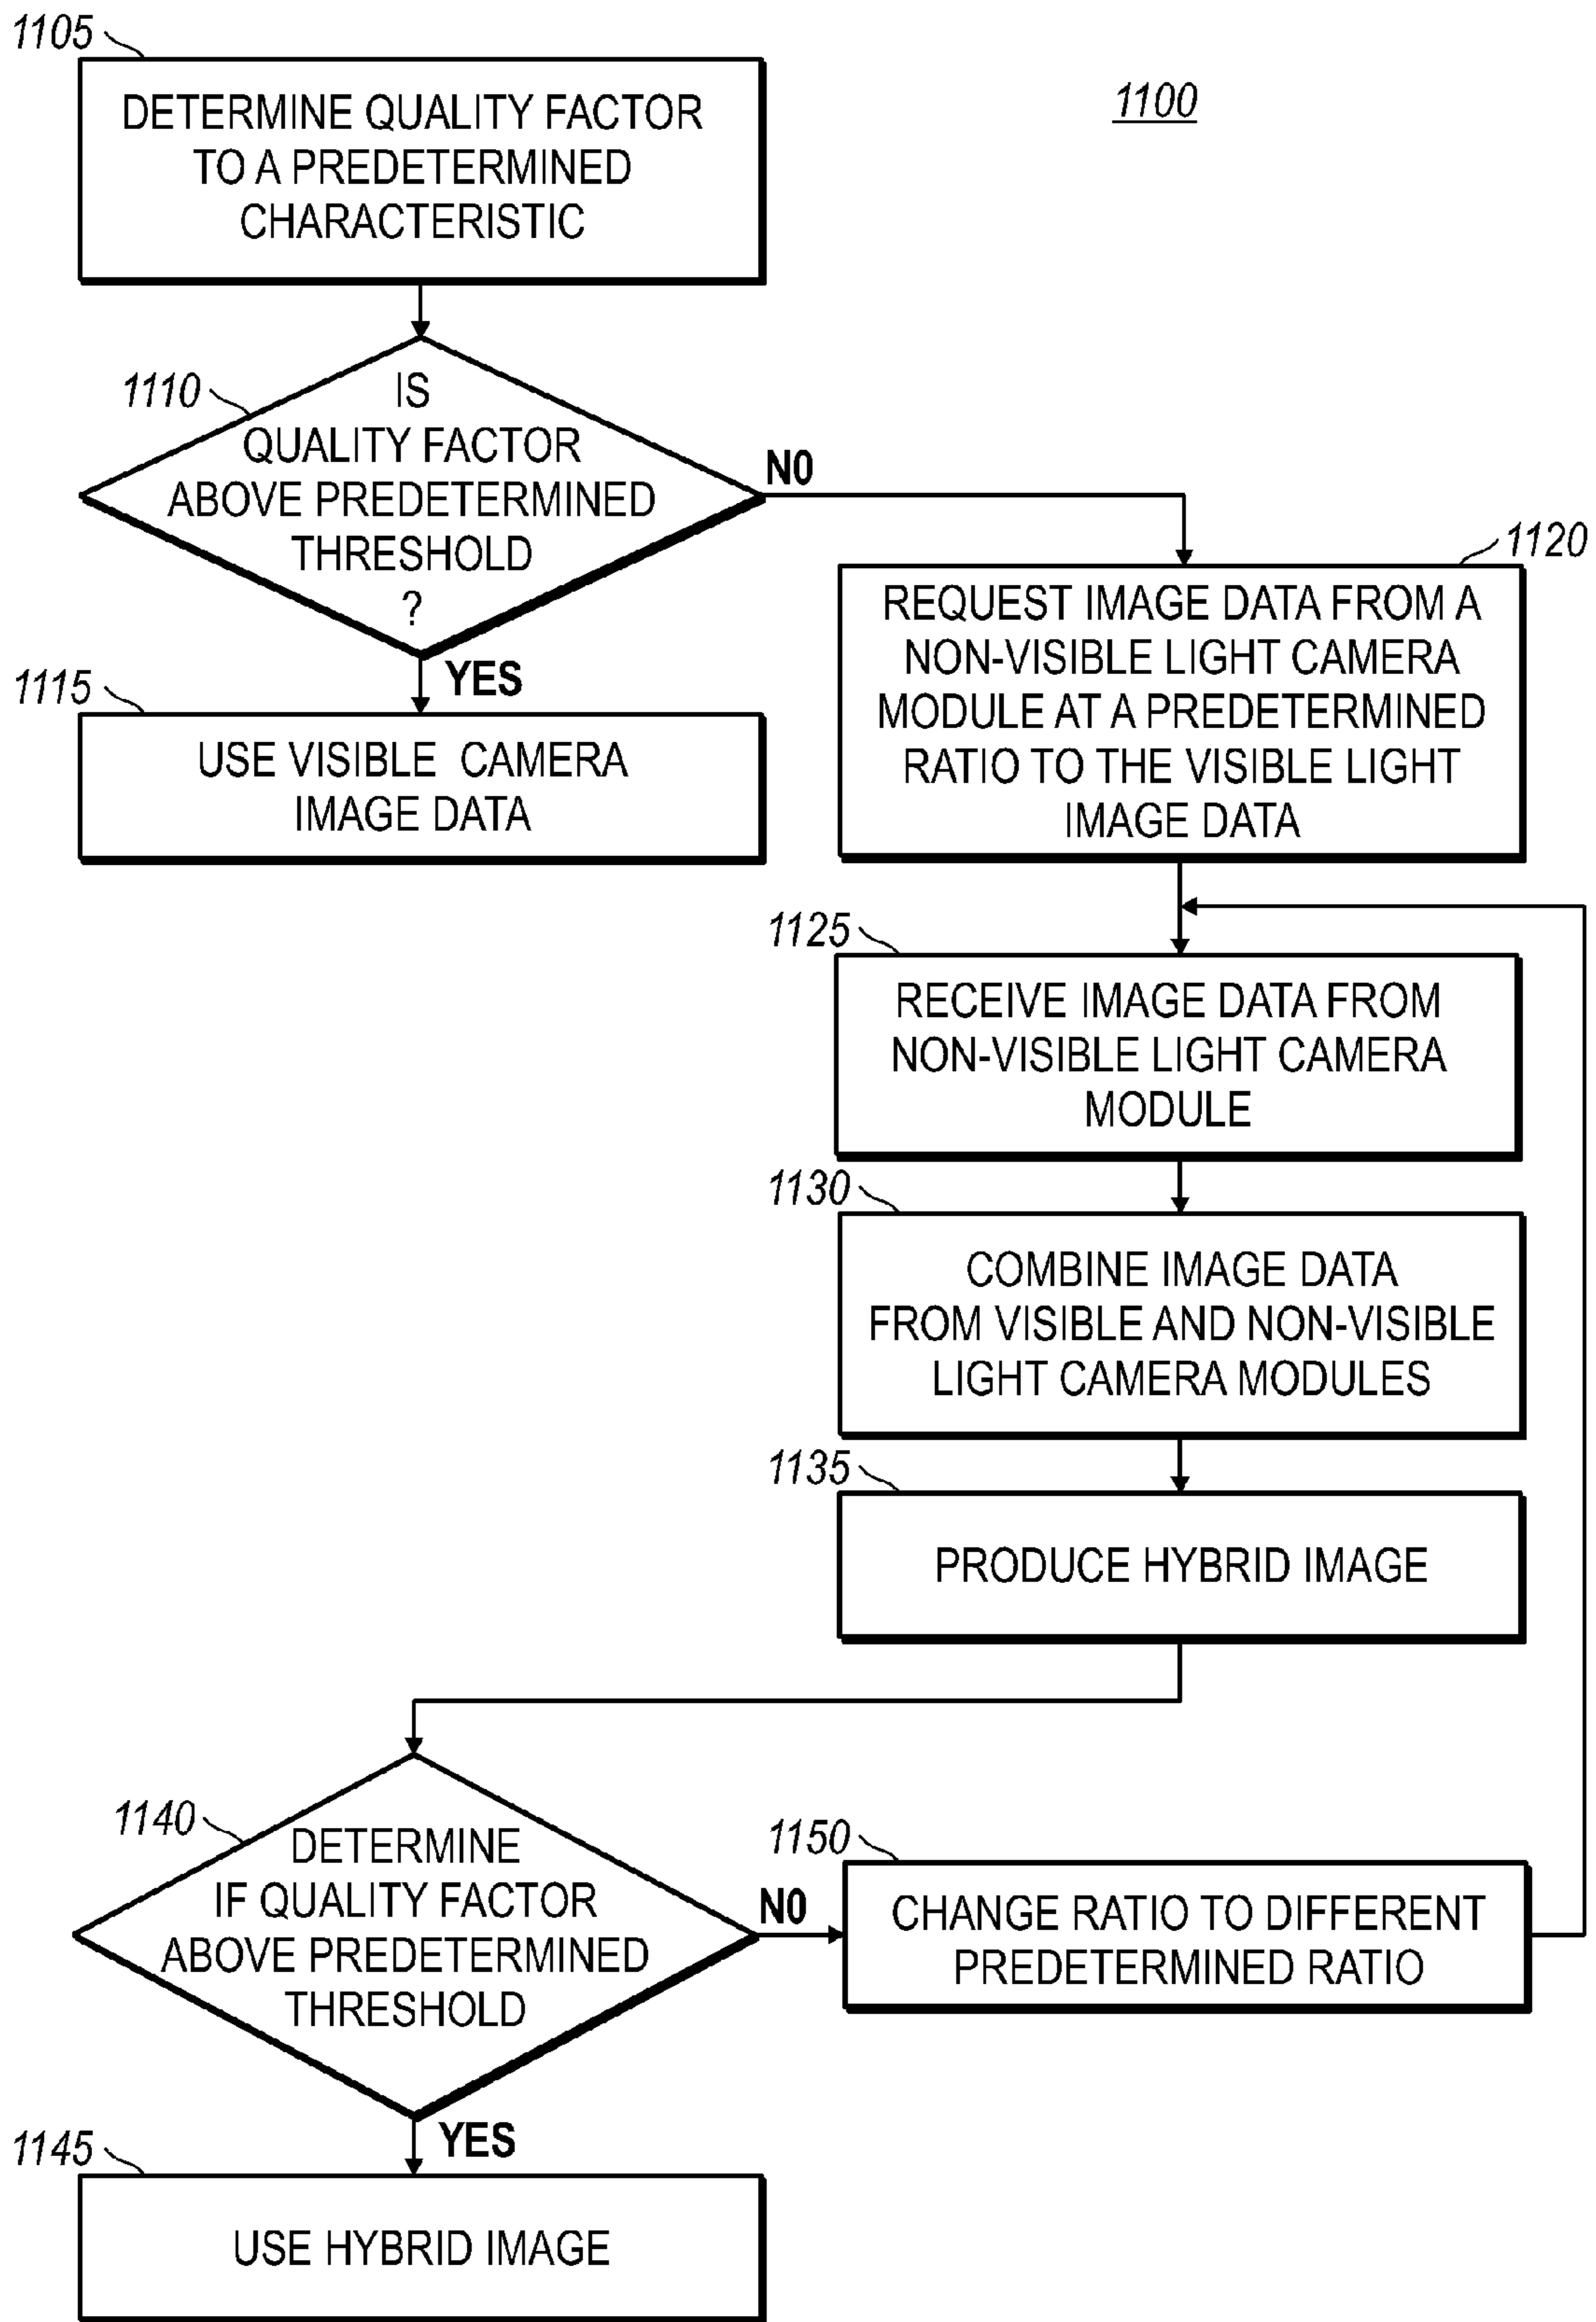 1105
1100
DETERMINE QUALITY FACTOR
TO A PREDETERMINED
CHARACTERISTIC
1110
IS
QUALITY FACTOR
ABOVE PREDETERMINED
THRESHOLD
?
NO
YES
1115
USE VISIBLE CAMERA
IMAGE DATA
1120
REQUEST IMAGE DATA FROM A
NON-VISIBLE LIGHT CAMERA
MODULE AT A PREDETERMINED
RATIO TO THE VISIBLE LIGHT
IMAGE DATA
1125
RECEIVE IMAGE DATA FROM
NON-VISIBLE LIGHT CAMERA
MODULE
1130
COMBINE IMAGE DATA
FROM VISIBLE AND NON-VISIBLE
LIGHT CAMERA MODULES
1135
PRODUCE HYBRID IMAGE
1140
DETERMINE
IF QUALITY FACTOR
ABOVE PREDETERMINED
THRESHOLD
NO
1150
CHANGE RATIO TO DIFFERENT
PREDETERMINED RATIO
YES
1145
USE HYBRID IMAGE